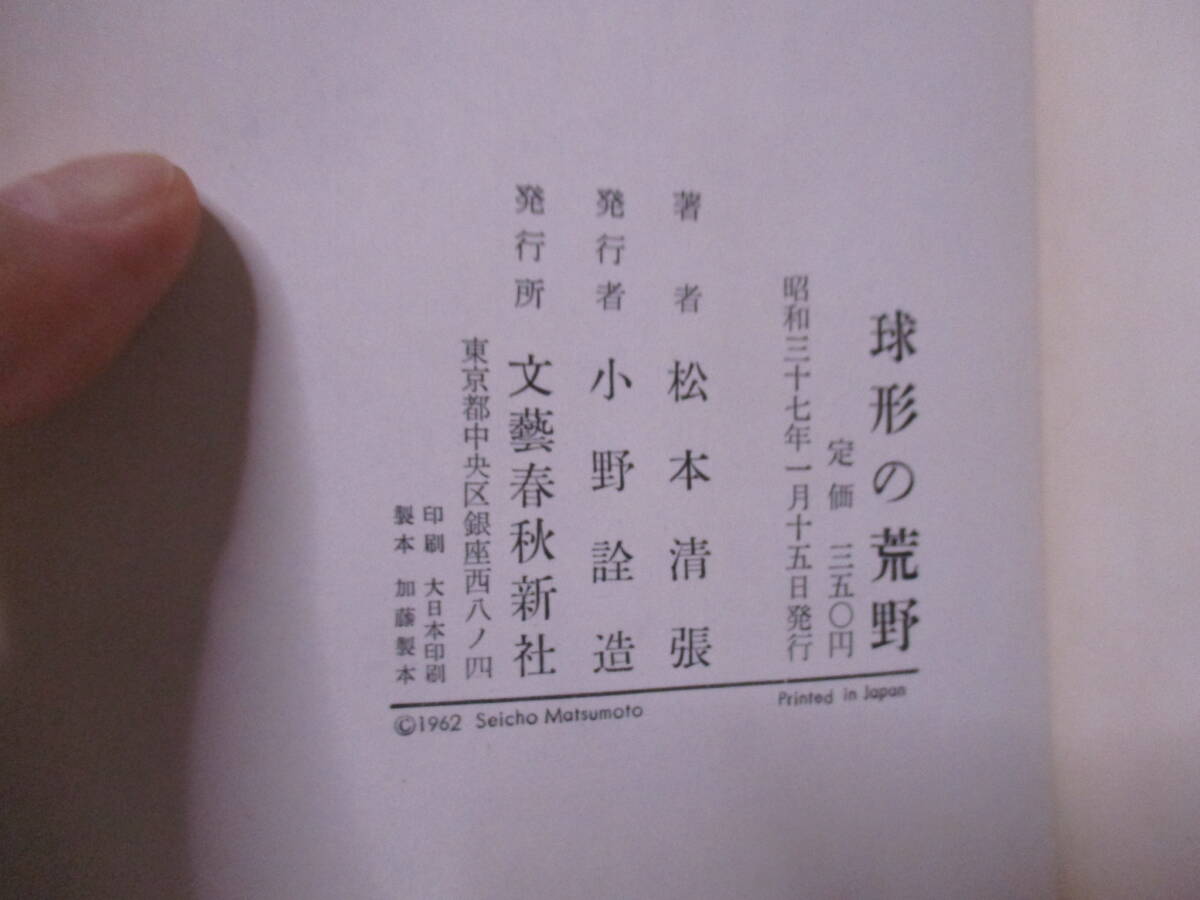 球形の荒野
定価 三五〇円
昭和三十七年一月十五日発行
著者 松本清張
発行者 小野詮造
発行所 文藝春秋新社
東京都中央区銀座西八ノ四
印刷 大日本印刷
製本 加藤製本
Printed in Japan
©1962 Seicho Matsumoto